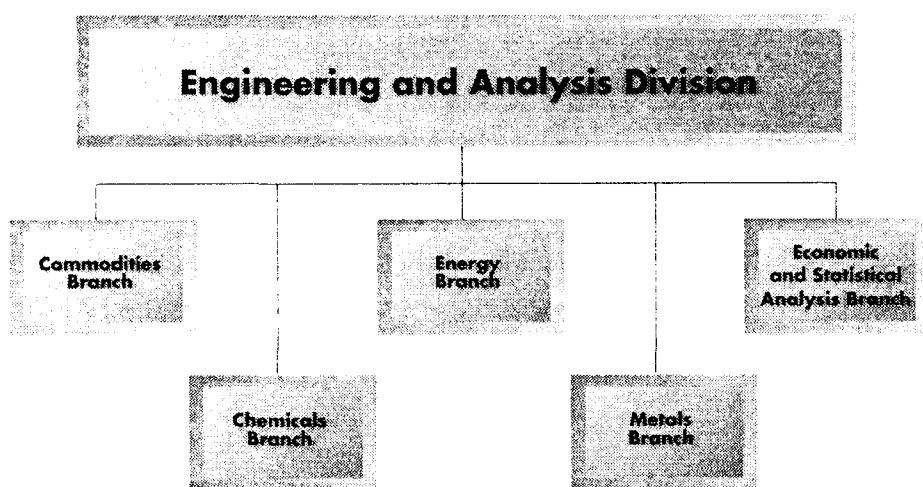 Engineering and Analysis Division
Commodities
Branch
Energy
Branch
Economic
and Statistical
Analysis Branch
Chemicals
Branch
Metals
Branch